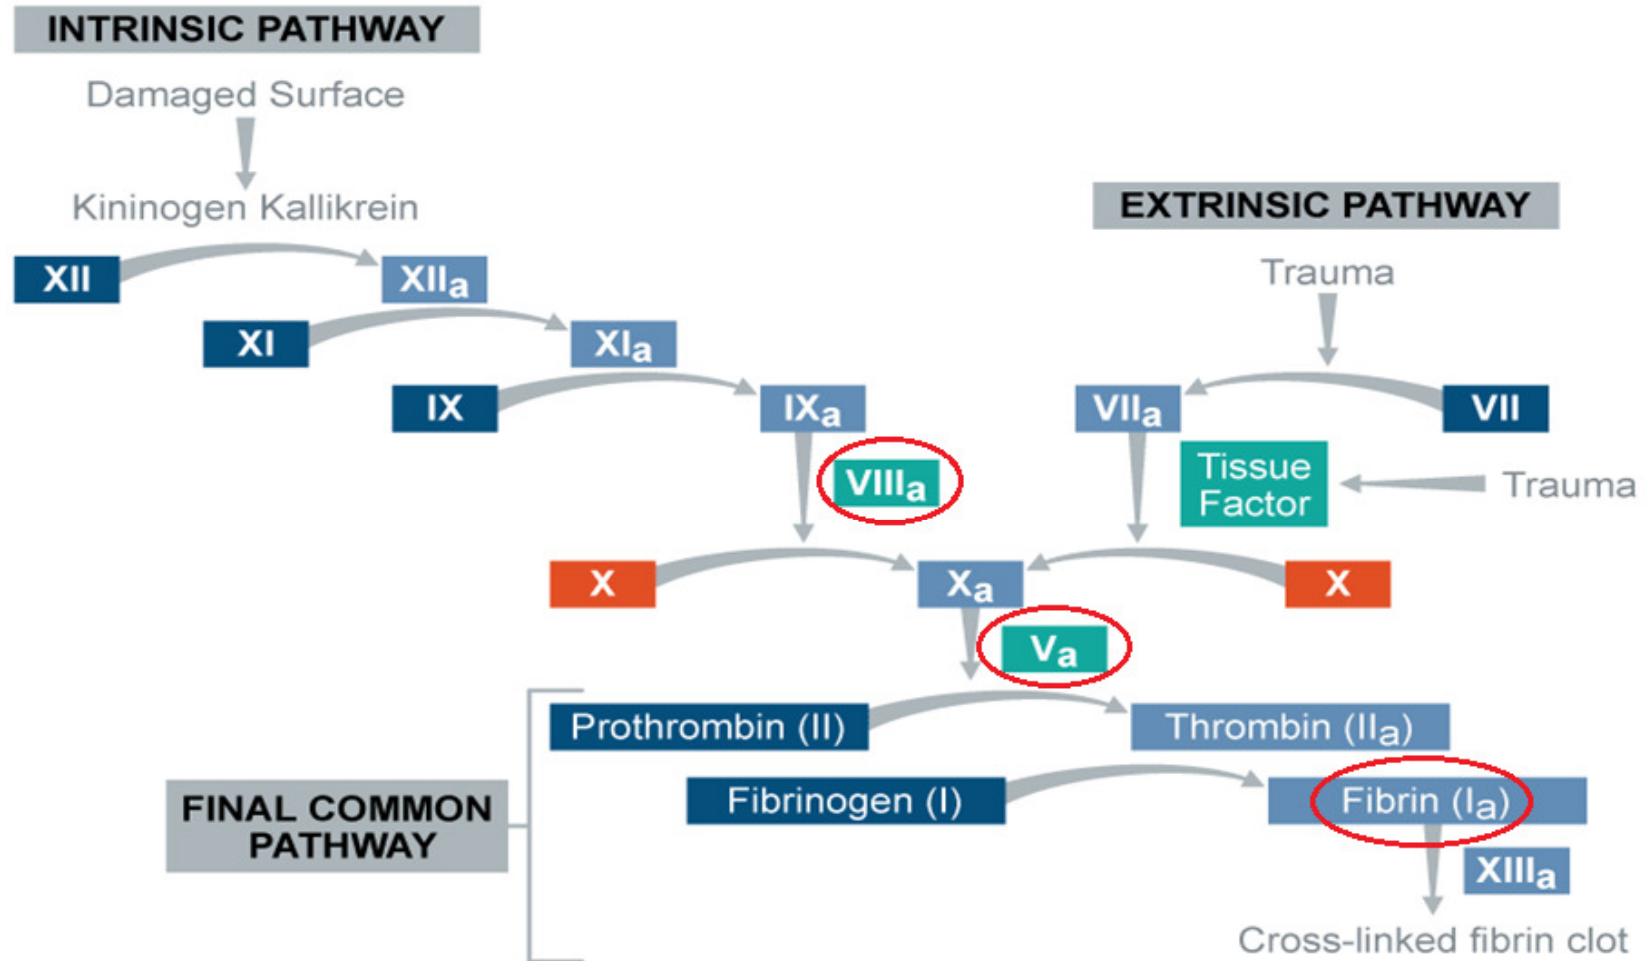 INTRINSIC PATHWAY
Damaged Surface
Kininogen Kallikrein
EXTRINSIC PATHWAY
Trauma
XII
XIIa
XI
XIa
IX
IXa
VIIa
VII
VIIIa
Tissue
Factor
Trauma
X
Xa
X
Va
Prothrombin (II)
Thrombin (IIa)
Fibrinogen (I)
Fibrin (Ia)
FINAL COMMON
PATHWAY
XIIIa
Cross-linked fibrin clot